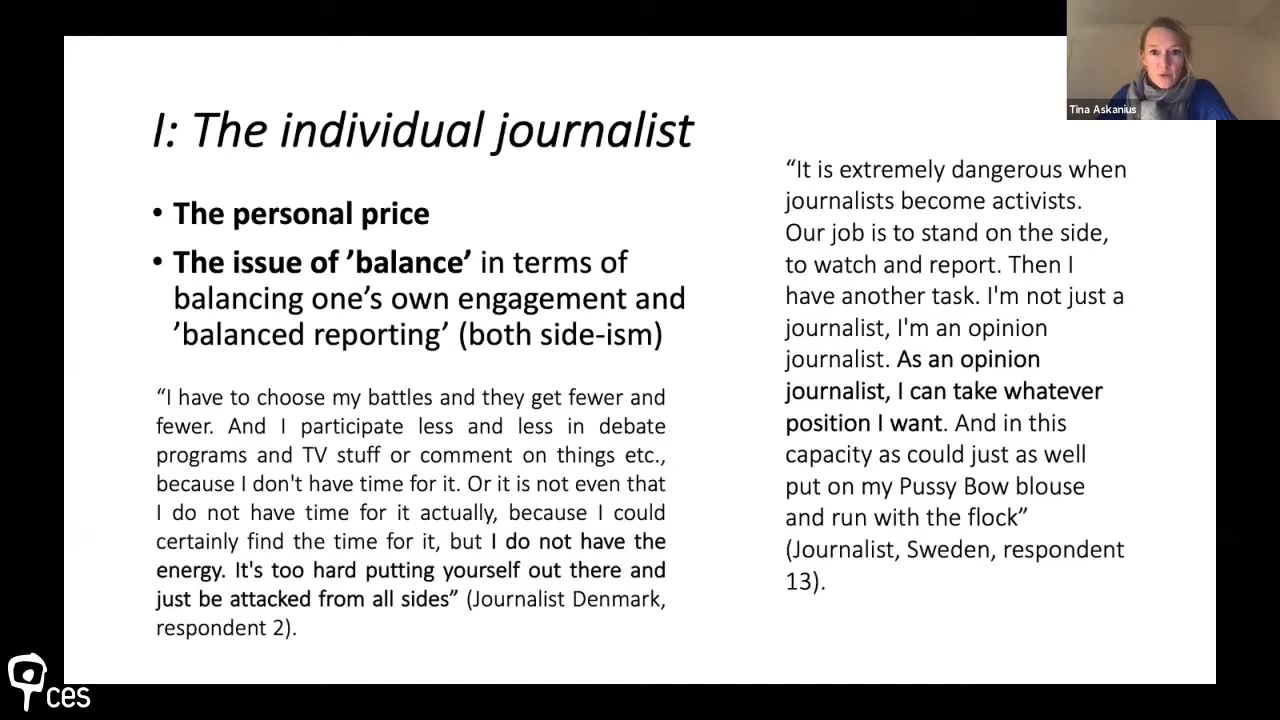 Tina Askanius
I: The individual journalist
• The personal price
• The issue of ’balance’ in terms of
balancing one’s own engagement and
’balanced reporting’ (both side-ism)
“I have to choose my battles and they get fewer and
fewer. And I participate less and less in debate
programs and TV stuff or comment on things etc.,
because I don't have time for it. Or it is not even that
I do not have time for it actually, because I could
certainly find the time for it, but I do not have the
energy. It's too hard putting yourself out there and
just be attacked from all sides” (Journalist Denmark,
respondent 2).
“It is extremely dangerous when
journalists become activists.
Our job is to stand on the side,
to watch and report. Then I
have another task. I'm not just a
journalist, I'm an opinion
journalist. As an opinion
journalist, I can take whatever
position I want. And in this
capacity as could just as well
put on my Pussy Bow blouse
and run with the flock”
(Journalist, Sweden, respondent
13).
ces